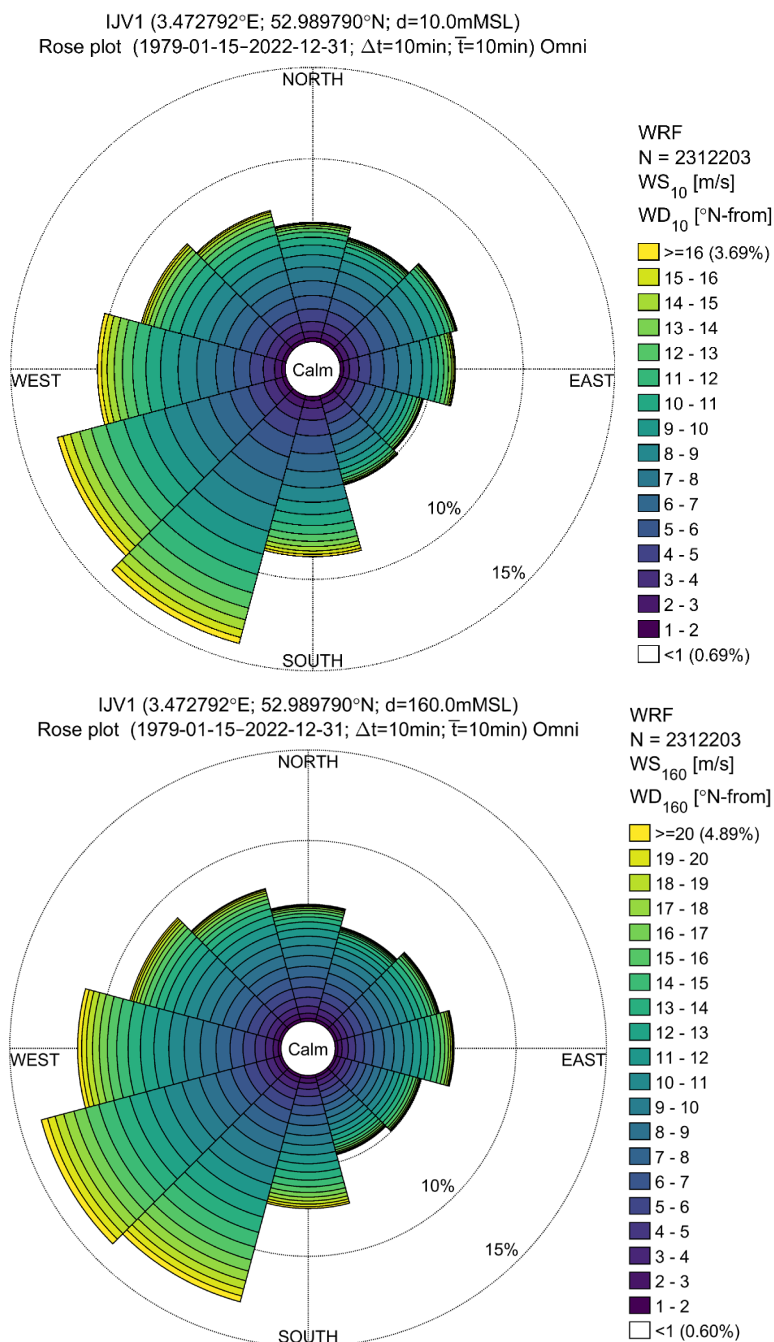 IJV1 (3.472792°E; 52.989790°N; d=10.0mMSL)
Rose plot (1979-01-15–2022-12-31; Δt=10min; t̅=10min) Omni
NORTH
WEST
Calm
EAST
10%
15%
SOUTH
WRF
N = 2312203
WS₁₀ [m/s]
WD₁₀ [°N-from]
>=16 (3.69%)
15 - 16
14 - 15
13 - 14
12 - 13
11 - 12
10 - 11
9 - 10
8 - 9
7 - 8
6 - 7
5 - 6
4 - 5
3 - 4
2 - 3
1 - 2
<1 (0.69%)
IJV1 (3.472792°E; 52.989790°N; d=160.0mMSL)
Rose plot (1979-01-15–2022-12-31; Δt=10min; t̅=10min) Omni
NORTH
WEST
Calm
EAST
10%
15%
SOUTH
WRF
N = 2312203
WS₁₆₀ [m/s]
WD₁₆₀ [°N-from]
>=20 (4.89%)
19 - 20
18 - 19
17 - 18
16 - 17
15 - 16
14 - 15
13 - 14
12 - 13
11 - 12
10 - 11
9 - 10
8 - 9
7 - 8
6 - 7
5 - 6
4 - 5
3 - 4
2 - 3
1 - 2
<1 (0.60%)